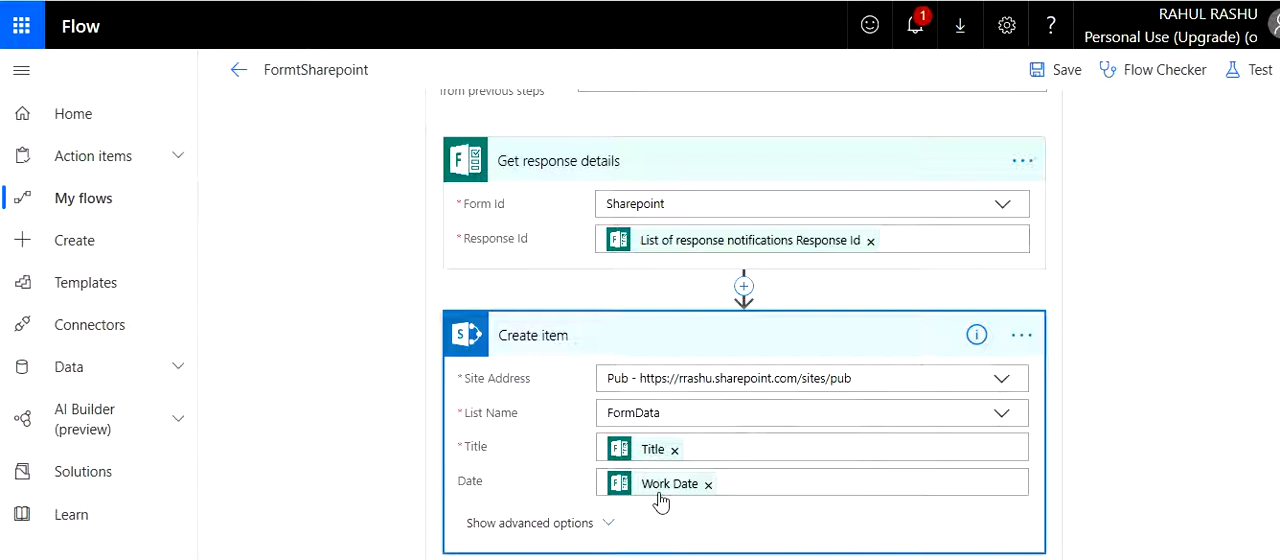 Flow
1
?
RAHUL RASHU
Personal Use (Upgrade) (o
FormtSharepoint
Save
Flow Checker
Test
Home
Action items
My flows
Create
Templates
Connectors
Data
AI Builder
(preview)
Solutions
Learn
from previous steps
F
Get response details
...
* Form Id
Sharepoint
* Response Id
F
List of response notifications Response Id ×
+
S
Create item
i
...
* Site Address
Pub - https://rrashu.sharepoint.com/sites/pub
* List Name
FormData
* Title
F
Title ×
Date
F
Work Date ×
Show advanced options